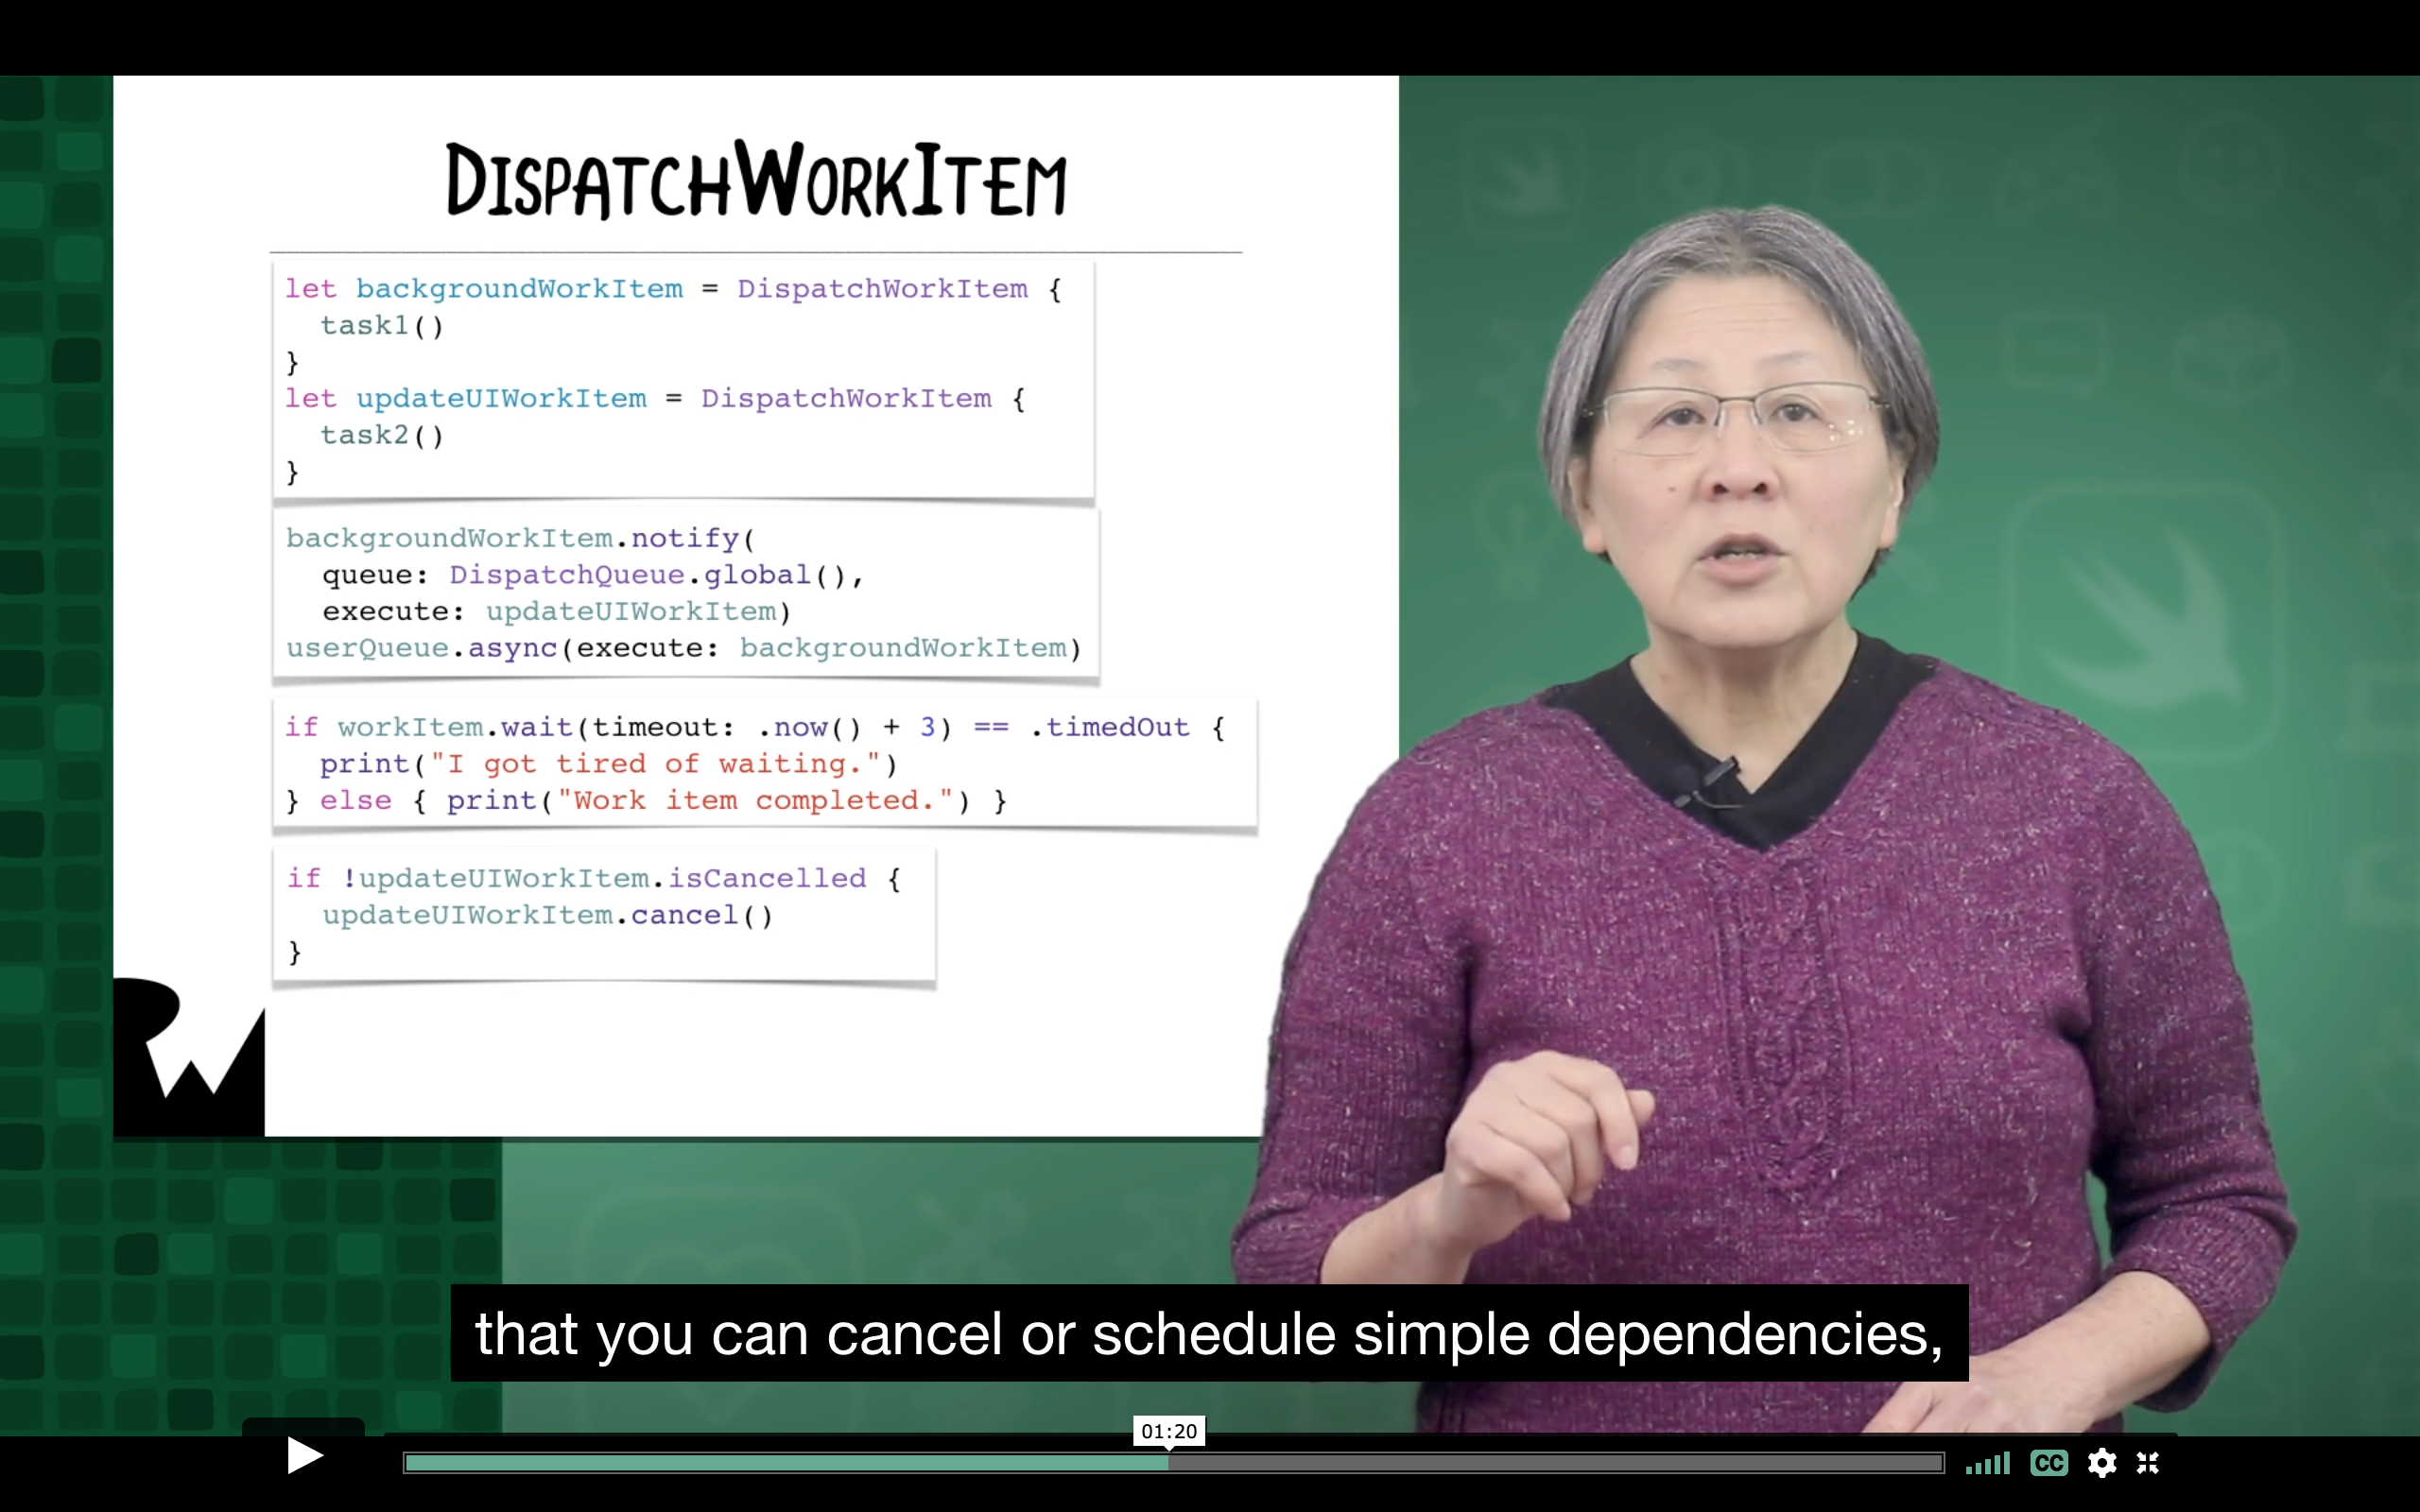 DISPATCHWORKITEM
let backgroundWorkItem = DispatchWorkItem {
  task1()
}
let updateUIWorkItem = DispatchWorkItem {
  task2()
}
backgroundWorkItem.notify(
  queue: DispatchQueue.global(),
  execute: updateUIWorkItem)
userQueue.async(execute: backgroundWorkItem)
if workItem.wait(timeout: .now() + 3) == .timedOut {
  print("I got tired of waiting.")
} else { print("Work item completed.") }
if !updateUIWorkItem.isCancelled {
  updateUIWorkItem.cancel()
}
RW
that you can cancel or schedule simple dependencies,
01:20
CC